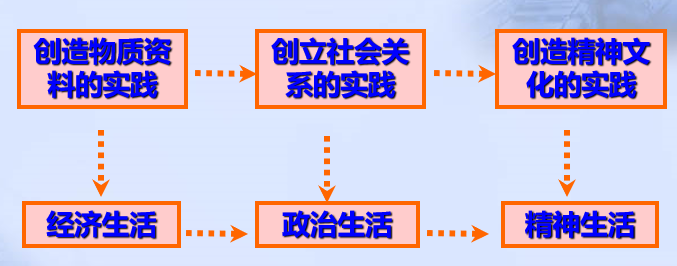 创造物质资
料的实践
创立社会关
系的实践
创造精神文
化的实践
经济生活
政治生活
精神生活